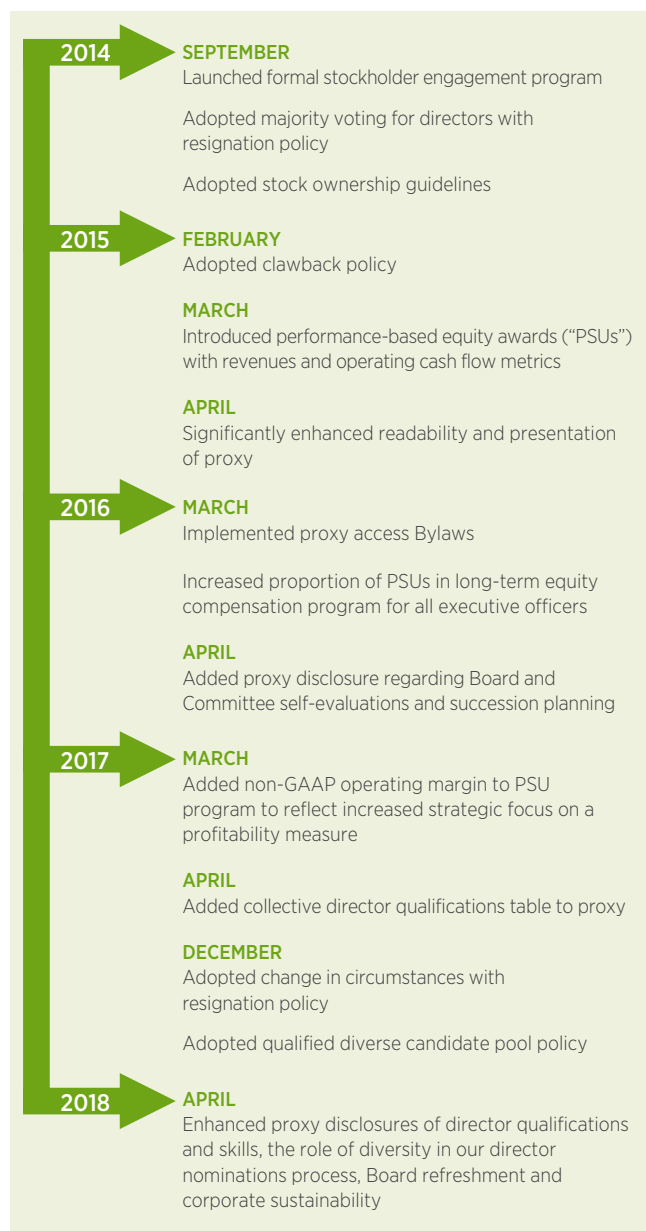 2014
SEPTEMBER
Launched formal stockholder engagement program
Adopted majority voting for directors with
resignation policy
Adopted stock ownership guidelines
2015
FEBRUARY
Adopted clawback policy
MARCH
Introduced performance-based equity awards (“PSUs”)
with revenues and operating cash flow metrics
APRIL
Significantly enhanced readability and presentation
of proxy
2016
MARCH
Implemented proxy access Bylaws
Increased proportion of PSUs in long-term equity
compensation program for all executive officers
APRIL
Added proxy disclosure regarding Board and
Committee self-evaluations and succession planning
2017
MARCH
Added non-GAAP operating margin to PSU
program to reflect increased strategic focus on a
profitability measure
APRIL
Added collective director qualifications table to proxy
DECEMBER
Adopted change in circumstances with
resignation policy
Adopted qualified diverse candidate pool policy
2018
APRIL
Enhanced proxy disclosures of director qualifications
and skills, the role of diversity in our director
nominations process, Board refreshment and
corporate sustainability